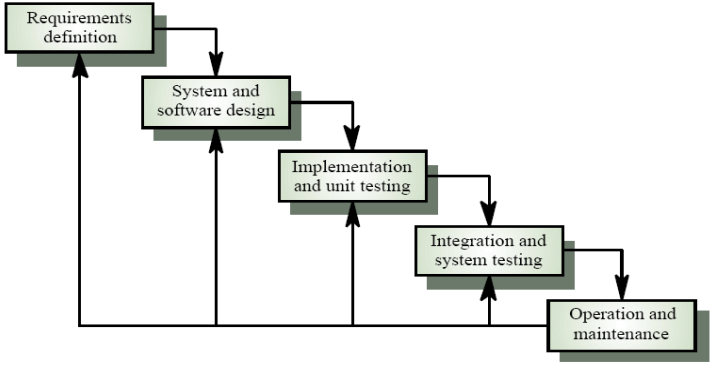 Requirements
definition
System and
software design
Implementation
and unit testing
Integration and
system testing
Operation and
maintenance